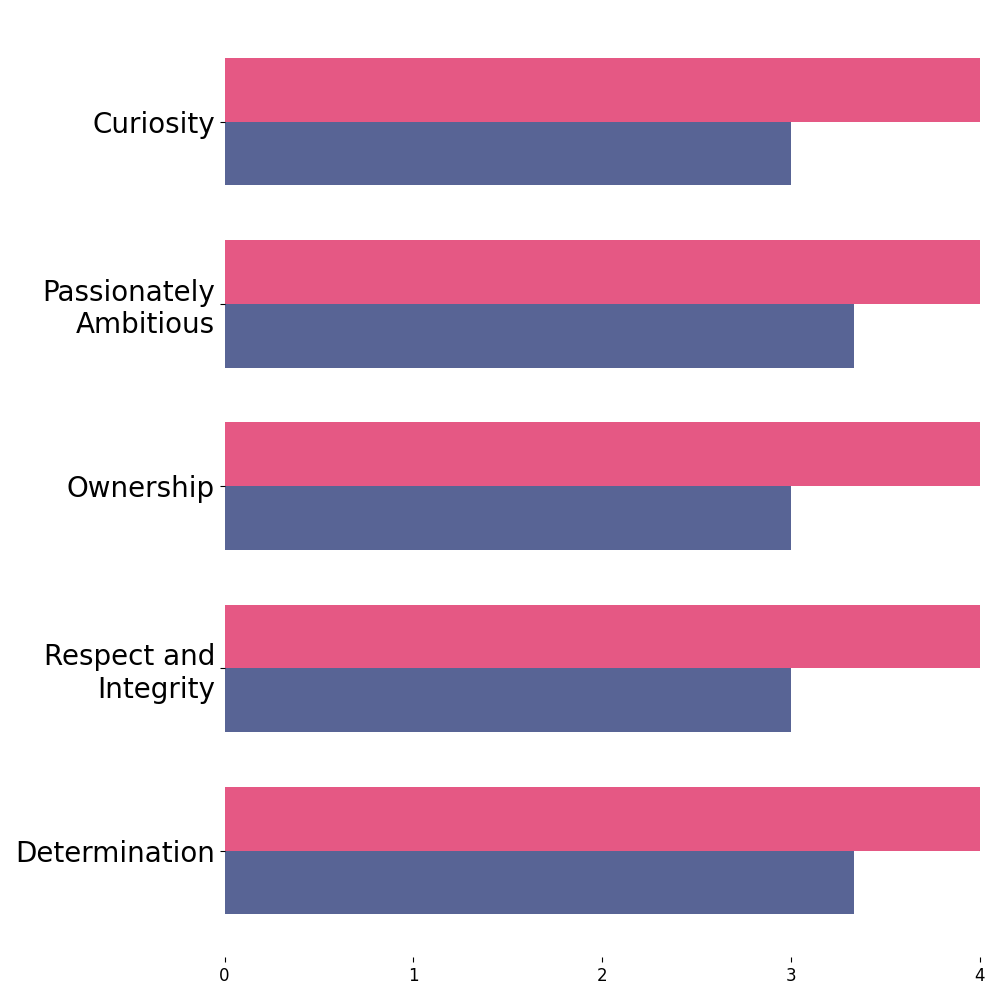 Curiosity
Passionately
Ambitious
Ownership
Respect and
Integrity
Determination
0 1 2 3 4